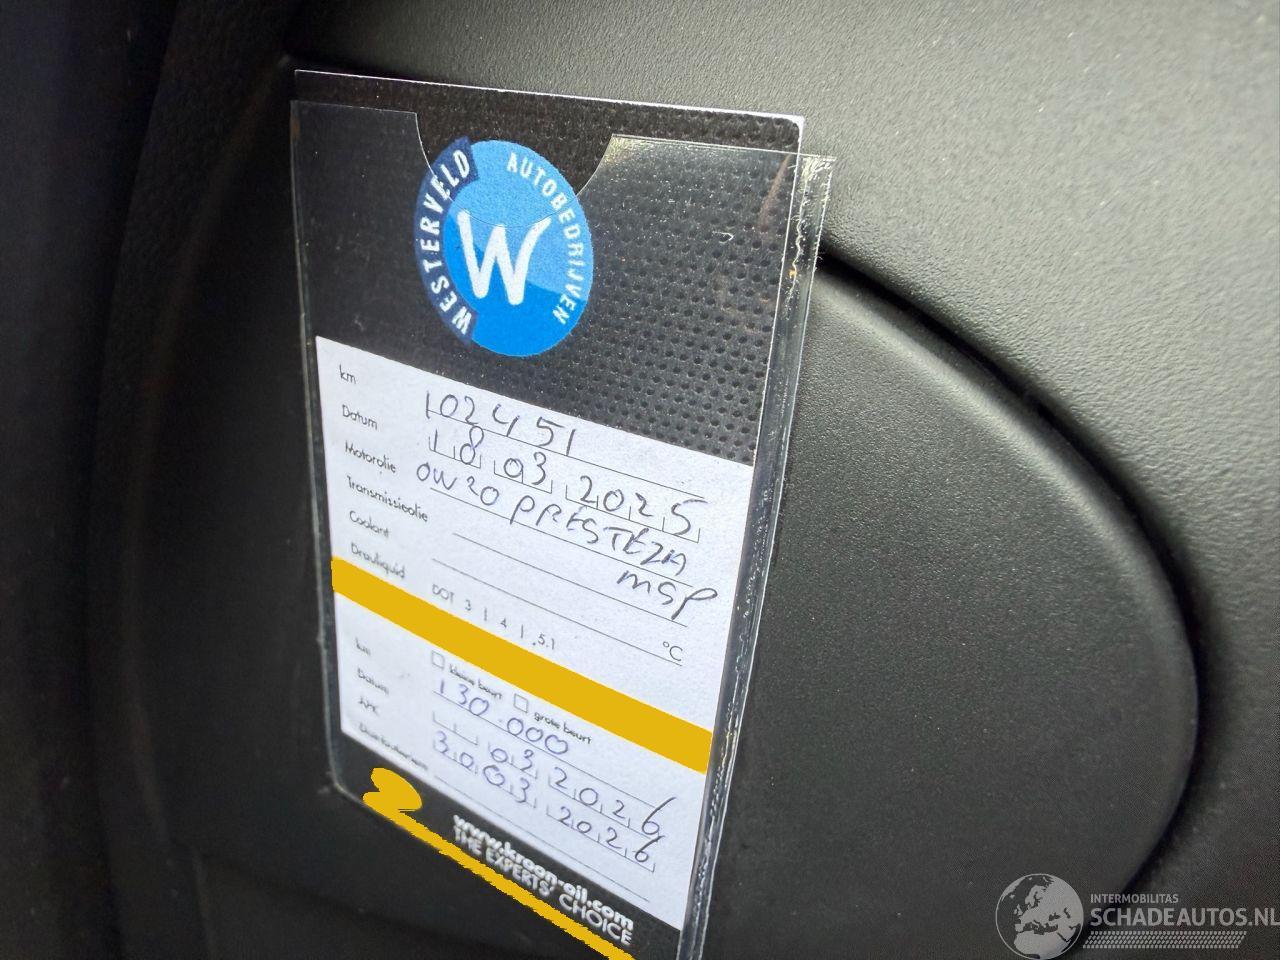 WESTERVELD AUTOBEDRIJVEN
W
km 102451
Datum 18 03 2025
Motorolie 0W20 PRESTEZA
MSP
Transmissieolie
Coolant °C
DOT 3 | 4 | 5.1
kleine beurt grote beurt
km 130.000
Datum 03 2026
APK 30 03 2026
Distributieriem
www.kroon-oil.com
THE EXPERTS' CHOICE
INTERMOBILITAS
SCHADEAUTOS.NL